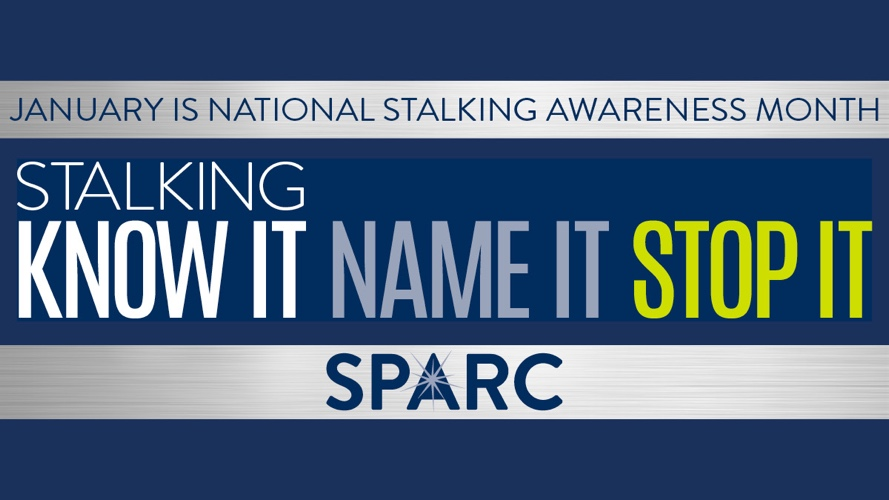 JANUARY IS NATIONAL STALKING AWARENESS MONTH
STALKING
KNOW IT NAME IT STOP IT
SPARC